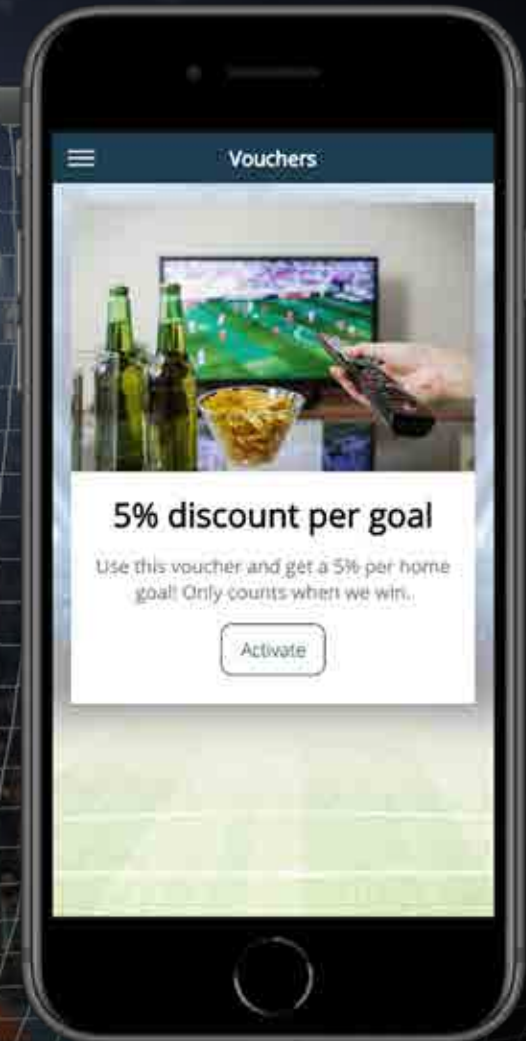 Vouchers
5% discount per goal
Use this voucher and get a 5% per home
goal! Only counts when we win.
Activate